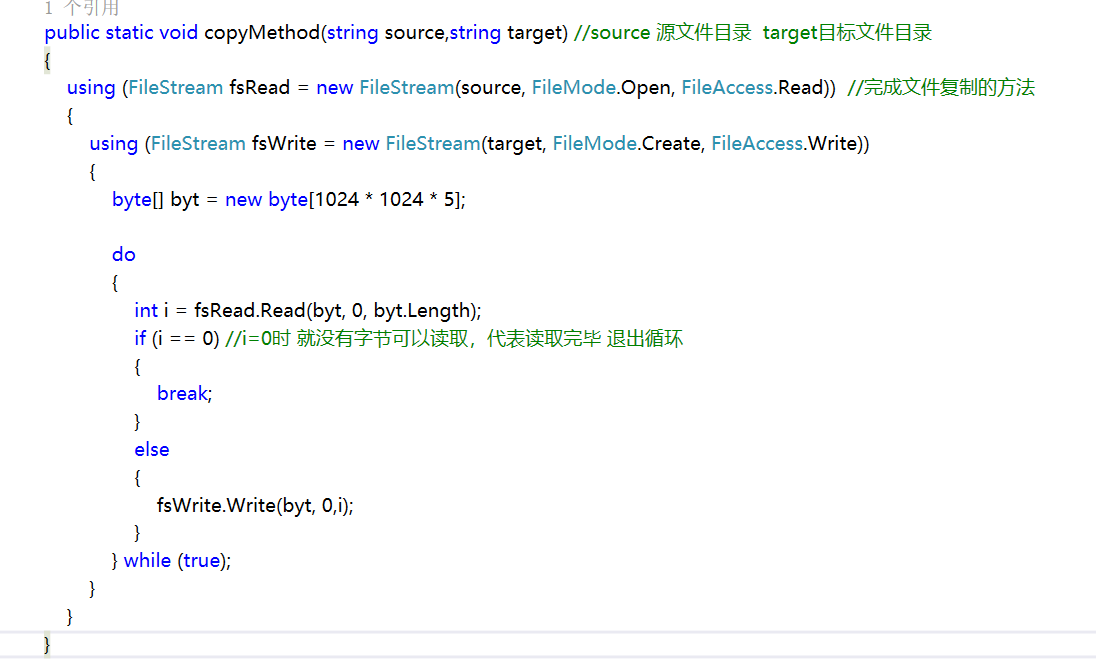 1 个引用
public static void copyMethod(string source,string target) //source 源文件目录  target目标文件目录
{
using (FileStream fsRead = new FileStream(source, FileMode.Open, FileAccess.Read))  //完成文件复制的方法
{
using (FileStream fsWrite = new FileStream(target, FileMode.Create, FileAccess.Write))
{
byte[] byt = new byte[1024 * 1024 * 5];
do
{
int i = fsRead.Read(byt, 0, byt.Length);
if (i == 0) //i=0时 就没有字节可以读取，代表读取完毕 退出循环
{
break;
}
else
{
fsWrite.Write(byt, 0,i);
}
} while (true);
}
}
}